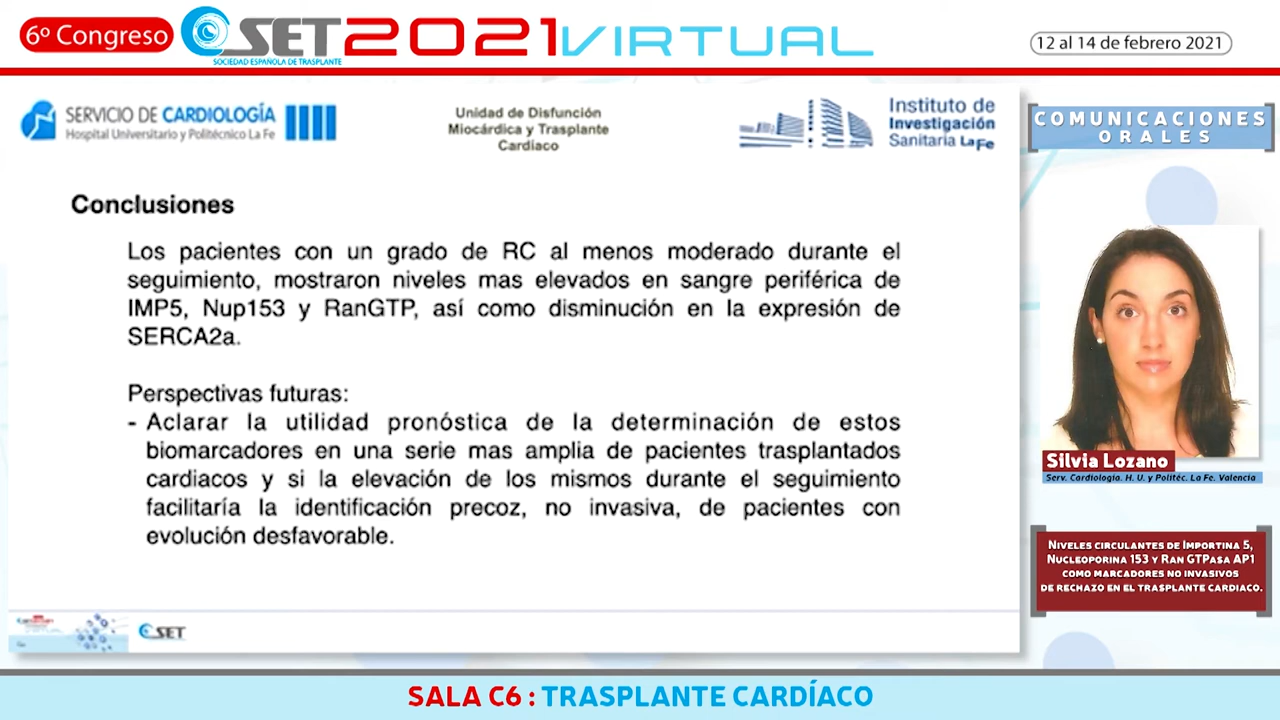 6º Congreso
SET
SOCIEDAD ESPAÑOLA DE TRASPLANTE
2021 VIRTUAL
12 al 14 de febrero 2021
SERVICIO DE CARDIOLOGÍA
Hospital Universitario y Politécnico La Fe
Unidad de Disfunción
Miocárdica y Trasplante
Cardíaco
Instituto de
Investigación
Sanitaria La Fe
Conclusiones
Los pacientes con un grado de RC al menos moderado durante el
seguimiento, mostraron niveles mas elevados en sangre periférica de
IMP5, Nup153 y RanGTP, así como disminución en la expresión de
SERCA2a.
Perspectivas futuras:
- Aclarar la utilidad pronóstica de la determinación de estos
biomarcadores en una serie mas amplia de pacientes trasplantados
cardiacos y si la elevación de los mismos durante el seguimiento
facilitaría la identificación precoz, no invasiva, de pacientes con
evolución desfavorable.
SET
COMUNICACIONES
ORALES
Silvia Lozano
Serv. Cardiología. H. U. y Politéc. La Fe. Valencia
Niveles circulantes de Importina 5,
Nucleoporina 153 y Ran GTPasa AP1
como marcadores no invasivos
de rechazo en el trasplante cardiaco.
SALA C6 : TRASPLANTE CARDÍACO